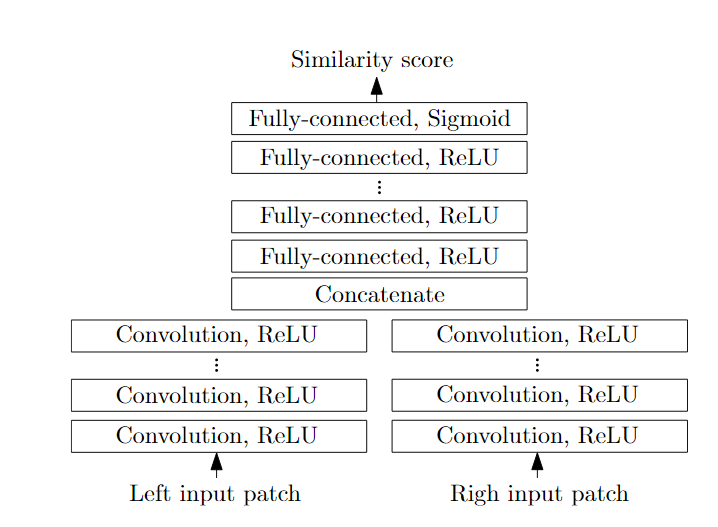 Similarity score
Fully-connected, Sigmoid
Fully-connected, ReLU
Fully-connected, ReLU
Fully-connected, ReLU
Concatenate
Convolution, ReLU
Convolution, ReLU
Convolution, ReLU
Convolution, ReLU
Convolution, ReLU
Convolution, ReLU
Left input patch
Righ input patch